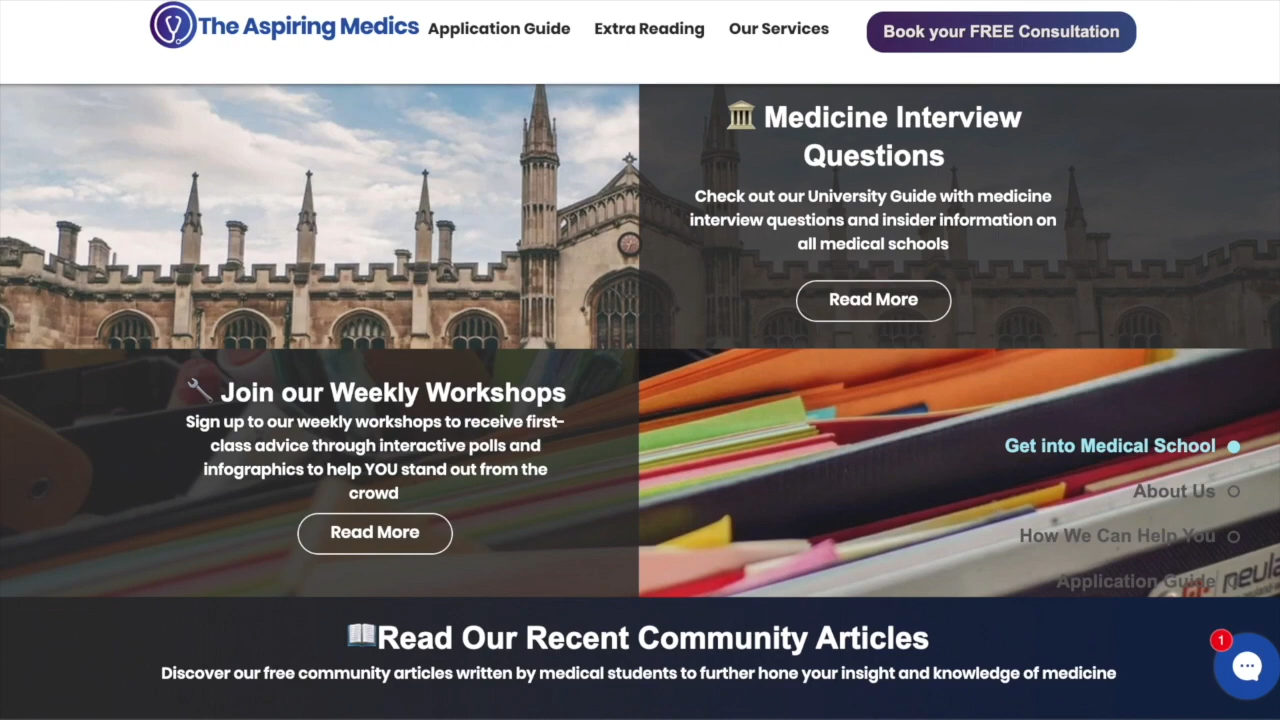 The Aspiring Medics
Application Guide
Extra Reading
Our Services
Book your FREE Consultation
Medicine Interview
Questions
Check out our University Guide with medicine
interview questions and insider information on
all medical schools
Read More
Join our Weekly Workshops
Sign up to our weekly workshops to receive first-
class advice through interactive polls and
infographics to help YOU stand out from the
crowd
Read More
Get into Medical School
About Us
How We Can Help You
Application Guide
Read Our Recent Community Articles
Discover our free community articles written by medical students to further hone your insight and knowledge of medicine
1